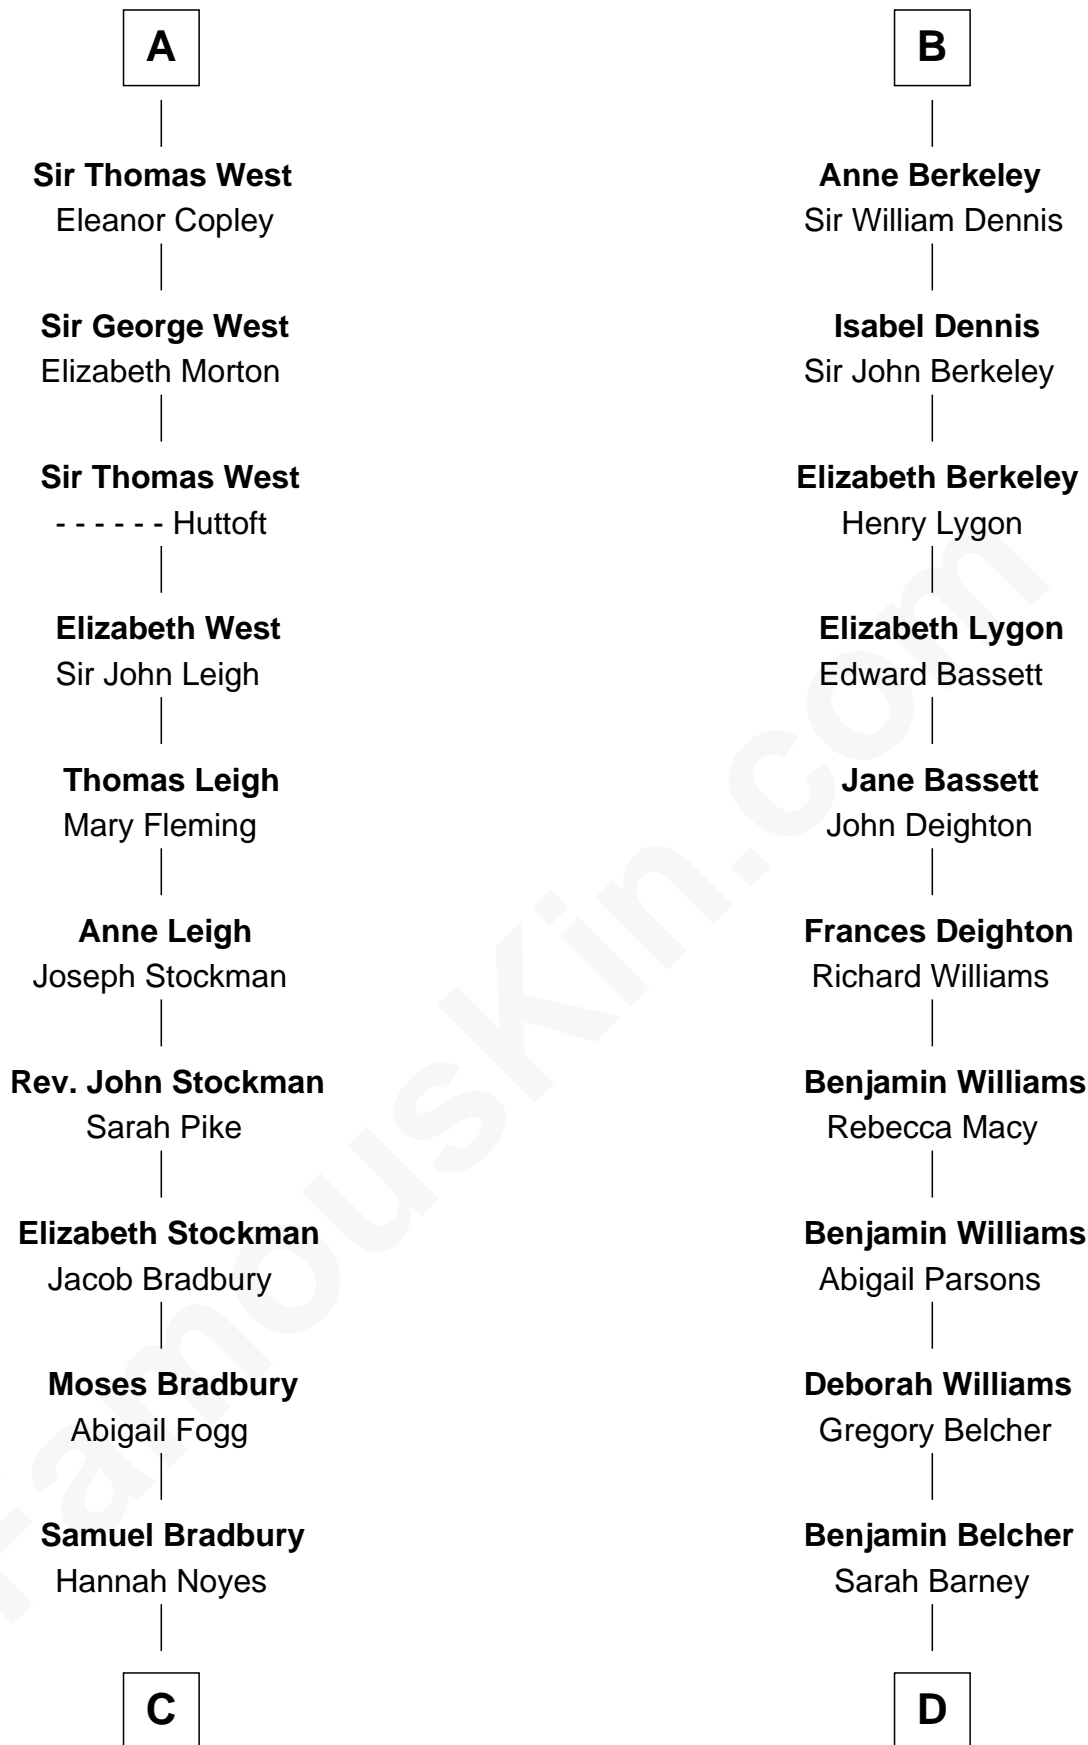 A
Sir Thomas West
Eleanor Copley
Sir George West
Elizabeth Morton
Sir Thomas West
- - - - - - Huttoft
Elizabeth West
Sir John Leigh
Thomas Leigh
Mary Fleming
Anne Leigh
Joseph Stockman
Rev. John Stockman
Sarah Pike
Elizabeth Stockman
Jacob Bradbury
Moses Bradbury
Abigail Fogg
Samuel Bradbury
Hannah Noyes
C
B
Anne Berkeley
Sir William Dennis
Isabel Dennis
Sir John Berkeley
Elizabeth Berkeley
Henry Lygon
Elizabeth Lygon
Edward Bassett
Jane Bassett
John Deighton
Frances Deighton
Richard Williams
Benjamin Williams
Rebecca Macy
Benjamin Williams
Abigail Parsons
Deborah Williams
Gregory Belcher
Benjamin Belcher
Sarah Barney
D
FamousKin.com